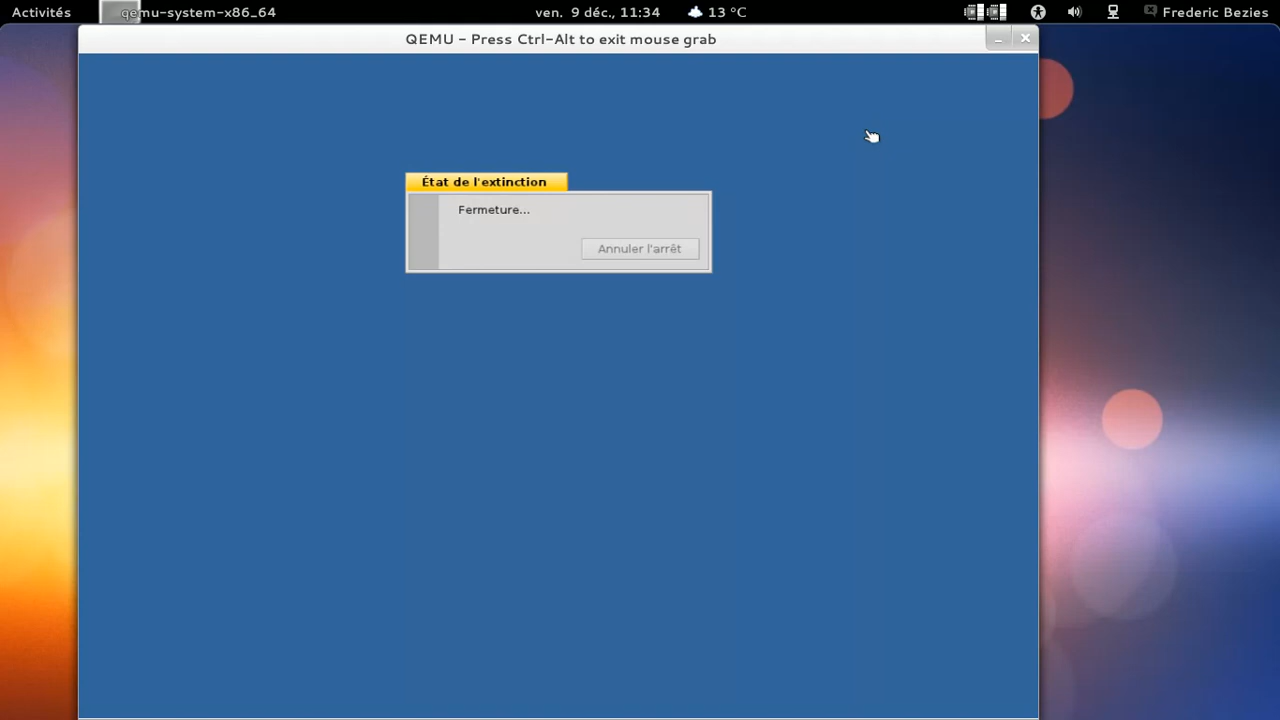 Activités qemu-system-x86_64 ven. 9 déc., 11:34 13 °C Frederic Bezies
QEMU - Press Ctrl-Alt to exit mouse grab
État de l'extinction
Fermeture...
Annuler l'arrêt